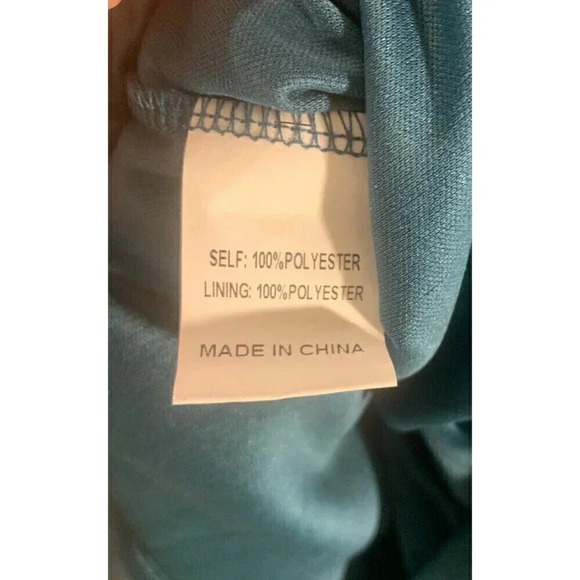 SELF: 100%POLYESTER
LINING: 100%POLYESTER
MADE IN CHINA